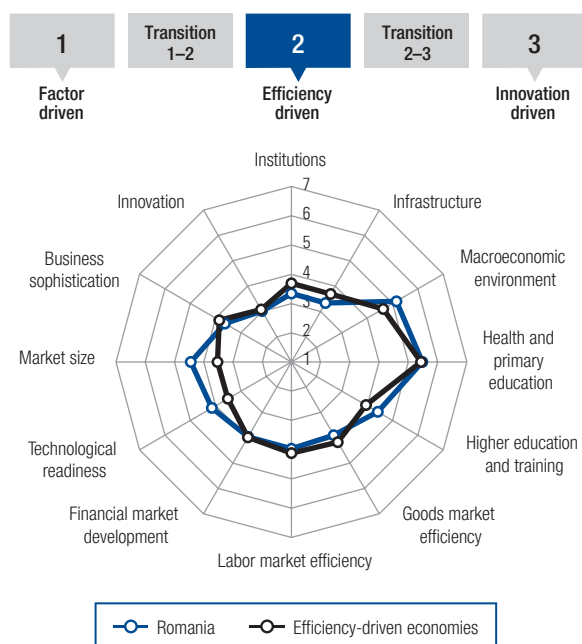 1
Transition
1–2
2
Transition
2–3
3
Factor
driven
Efficiency
driven
Innovation
driven
Institutions
7
6
5
4
3
2
1
Infrastructure
Macroeconomic
environment
Health and
primary
education
Higher education
and training
Goods market
efficiency
Labor market efficiency
Financial market
development
Technological
readiness
Market size
Business
sophistication
Innovation
Romania
Efficiency-driven economies